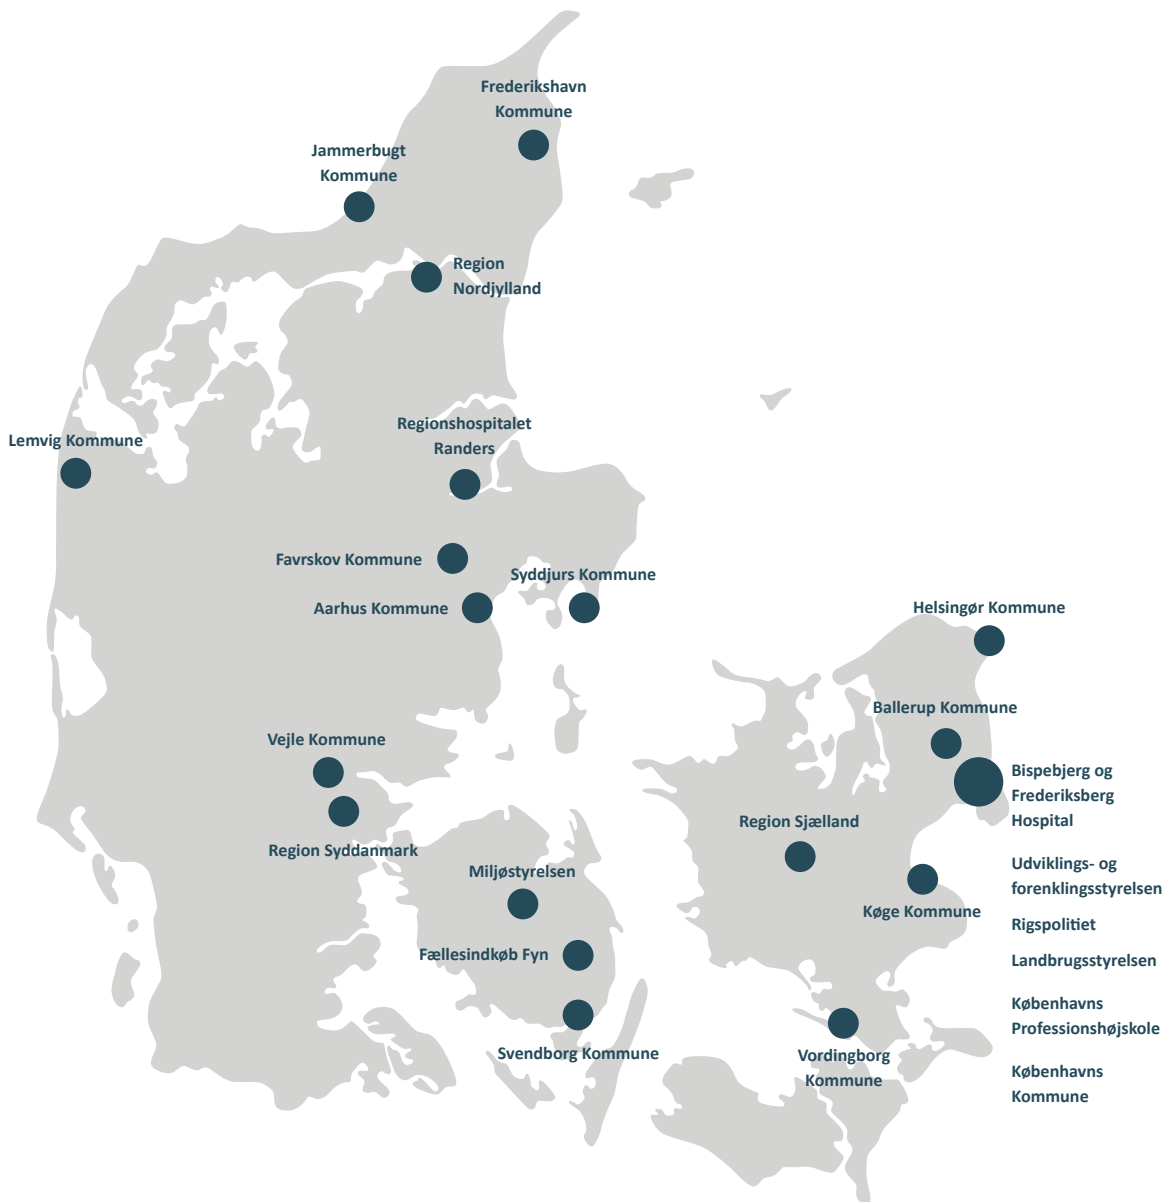 Frederikshavn
Kommune
Jammerbugt
Kommune
Region
Nordjylland
Regionshospitalet
Randers
Lemvig Kommune
Favrskov Kommune
Syddjurs Kommune
Aarhus Kommune
Helsingør Kommune
Ballerup Kommune
Vejle Kommune
Bispebjerg og
Frederiksberg
Hospital
Region Sjælland
Region Syddanmark
Miljøstyrelsen
Udviklings- og
forenklingsstyrelsen
Køge Kommune
Rigspolitiet
Fællesindkøb Fyn
Landbrugsstyrelsen
Københavns
Professionshøjskole
Svendborg Kommune
Vordingborg
Kommune
Københavns
Kommune